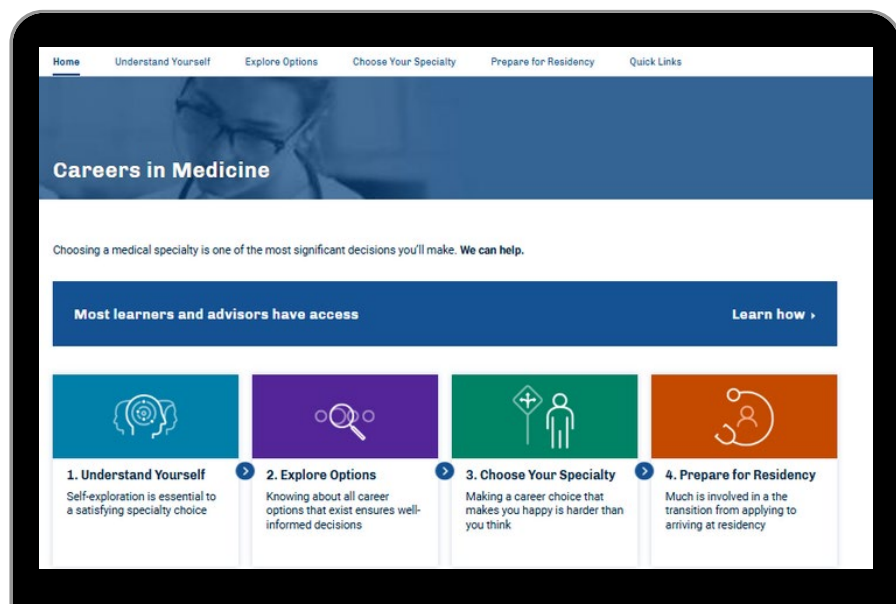 Home Understand Yourself Explore Options Choose Your Specialty Prepare for Residency Quick Links
Careers in Medicine
Choosing a medical specialty is one of the most significant decisions you'll make. We can help.
Most learners and advisors have access Learn how
1. Understand Yourself
Self-exploration is essential to
a satisfying specialty choice
2. Explore Options
Knowing about all career
options that exist ensures well-
informed decisions
3. Choose Your Specialty
Making a career choice that
makes you happy is harder than
you think
4. Prepare for Residency
Much is involved in a the
transition from applying to
arriving at residency